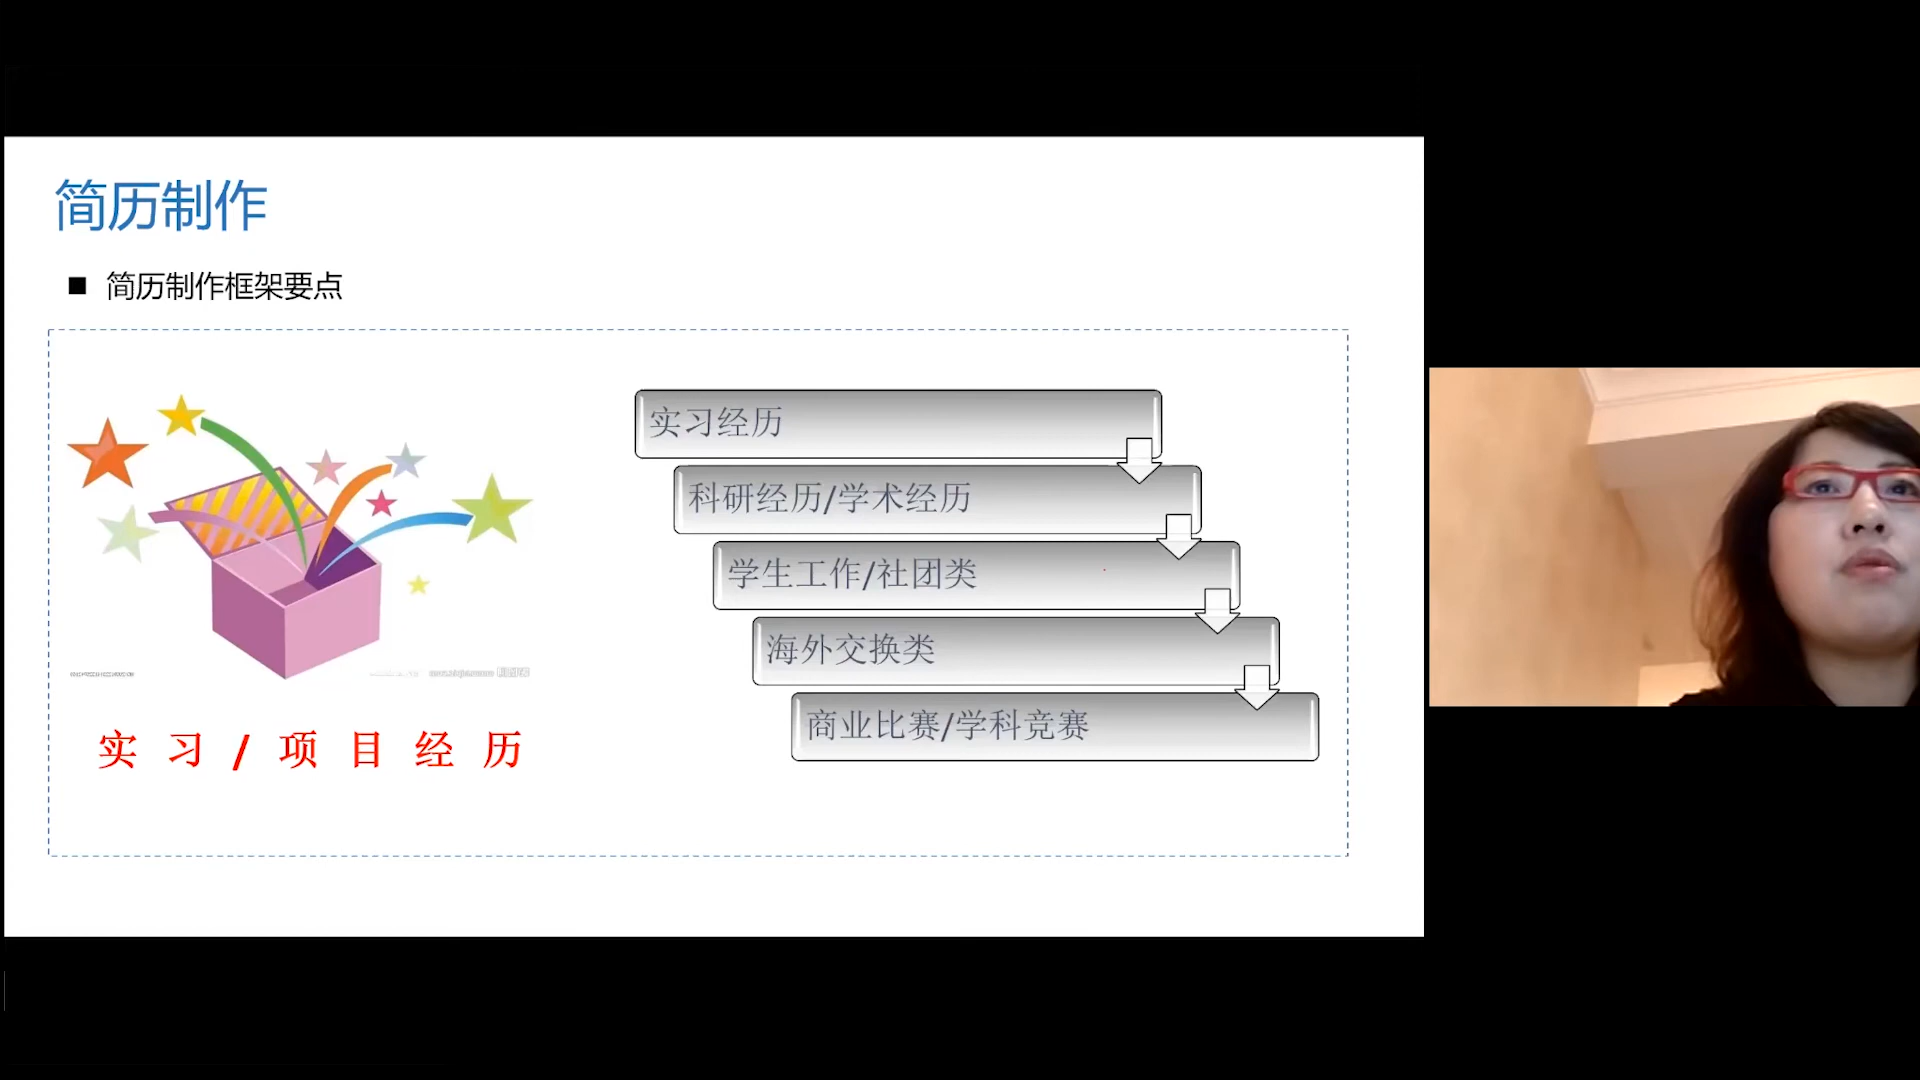 简历制作
■ 简历制作框架要点
实习经历
科研经历/学术经历
学生工作/社团类
海外交换类
商业比赛/学科竞赛
实习/项目经历